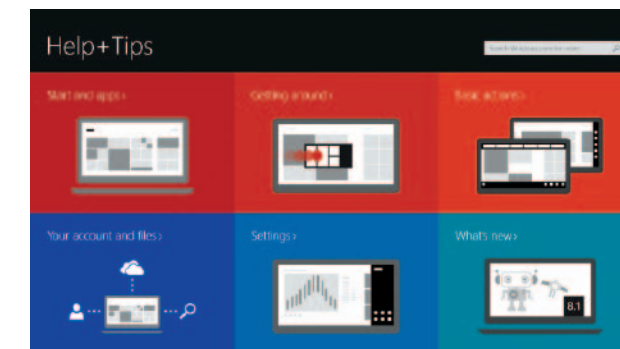 Help+Tips
Start and apps›
Getting around›
Basic actions›
Your account and files›
Settings›
What's new›
8.1